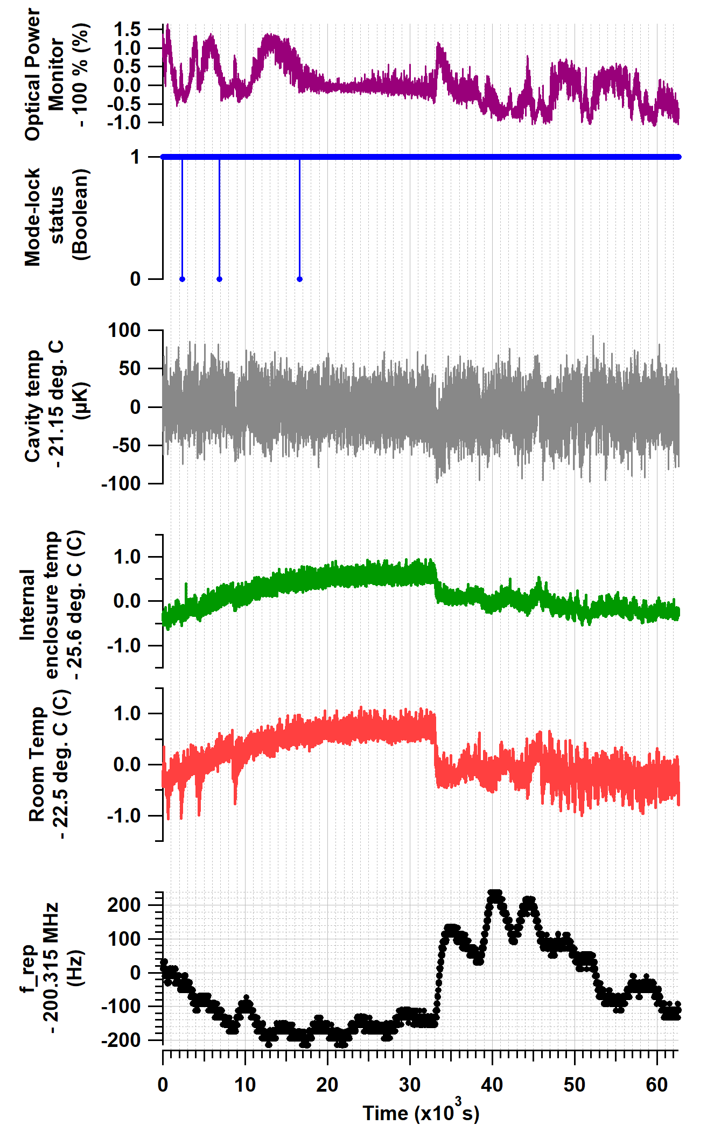 Optical Power
Monitor
- 100 % (%)
1.5
1.0
0.5
0.0
-0.5
-1.0
Mode-lock
status
(Boolean)
1
0
Cavity temp
- 21.15 deg. C
(µK)
100
50
0
-50
-100
Internal
enclosure temp
- 25.6 deg. C (C)
1.0
0.0
-1.0
Room Temp
- 22.5 deg. C (C)
1.0
0.0
-1.0
f_rep
- 200.315 MHz
(Hz)
200
100
0
-100
-200
0 10 20 30 40 50 60
Time (x10³s)